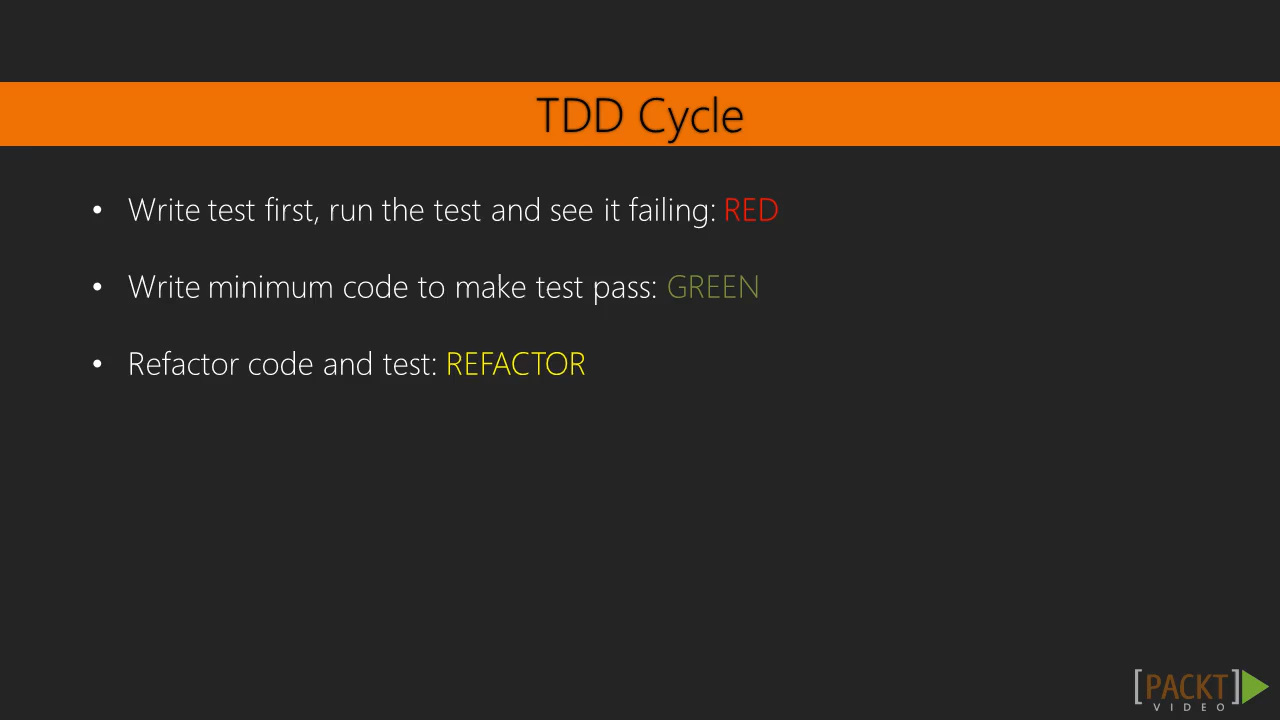 TDD Cycle
• Write test first, run the test and see it failing: RED
• Write minimum code to make test pass: GREEN
• Refactor code and test: REFACTOR
[PACKT]
VIDEO